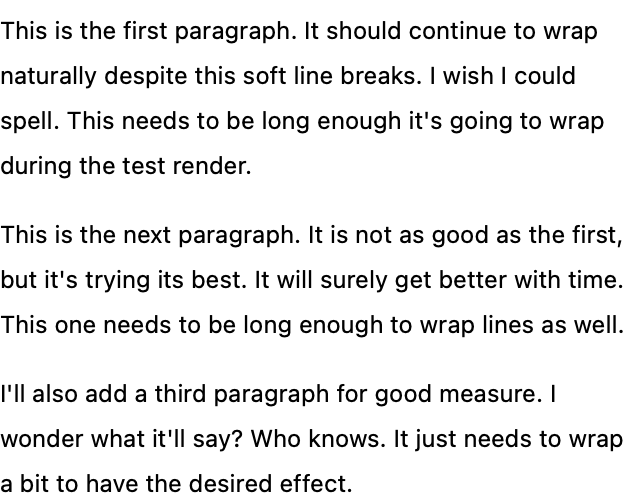 This is the first paragraph. It should continue to wrap
naturally despite this soft line breaks. I wish I could
spell. This needs to be long enough it's going to wrap
during the test render.
This is the next paragraph. It is not as good as the first,
but it's trying its best. It will surely get better with time.
This one needs to be long enough to wrap lines as well.
I'll also add a third paragraph for good measure. I
wonder what it'll say? Who knows. It just needs to wrap
a bit to have the desired effect.